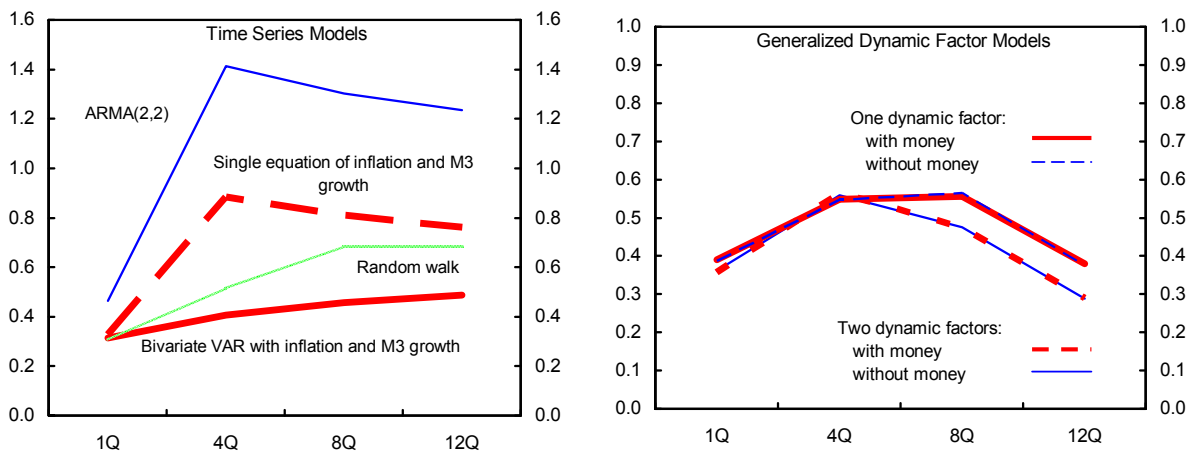 1.6 1.6
Time Series Models
1.4 1.4
ARMA(2,2)
1.2 1.2
Single equation of inflation and M3
growth
1.0 1.0
0.8 0.8
Random walk
0.6 0.6
0.4 0.4
Bivariate VAR with inflation and M3 growth
0.2 0.2
0.0 0.0
1Q 4Q 8Q 12Q
1.0 1.0
Generalized Dynamic Factor Models
0.9 0.9
0.8 0.8
One dynamic factor:
with money
0.7 0.7
without money
0.6 0.6
0.5 0.5
0.4 0.4
0.3 0.3
0.2 0.2
Two dynamic factors:
with money
0.1 0.1
without money
0.0 0.0
1Q 4Q 8Q 12Q